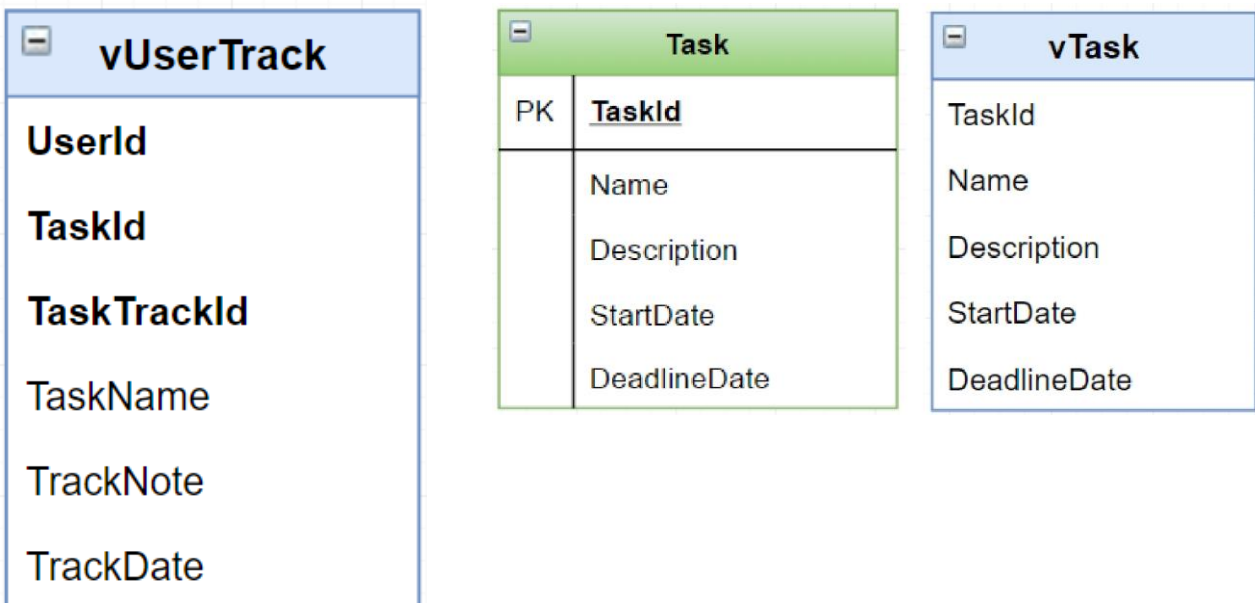 vUserTrack
UserId
TaskId
TaskTrackId
TaskName
TrackNote
TrackDate
Task
PK TaskId
Name
Description
StartDate
DeadlineDate
vTask
TaskId
Name
Description
StartDate
DeadlineDate